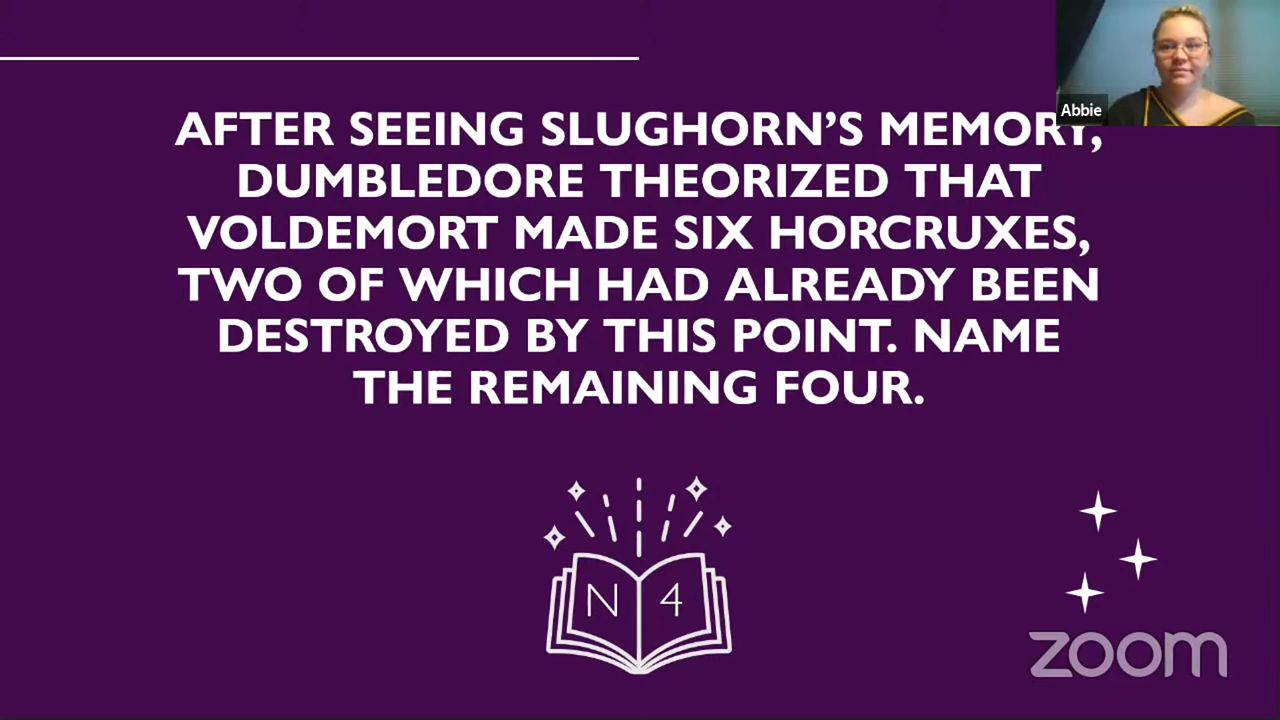 AFTER SEEING SLUGHORN'S MEMORY,
DUMBLEDORE THEORIZED THAT
VOLDEMORT MADE SIX HORCRUXES,
TWO OF WHICH HAD ALREADY BEEN
DESTROYED BY THIS POINT. NAME
THE REMAINING FOUR.
Abbie
N 4
zoom